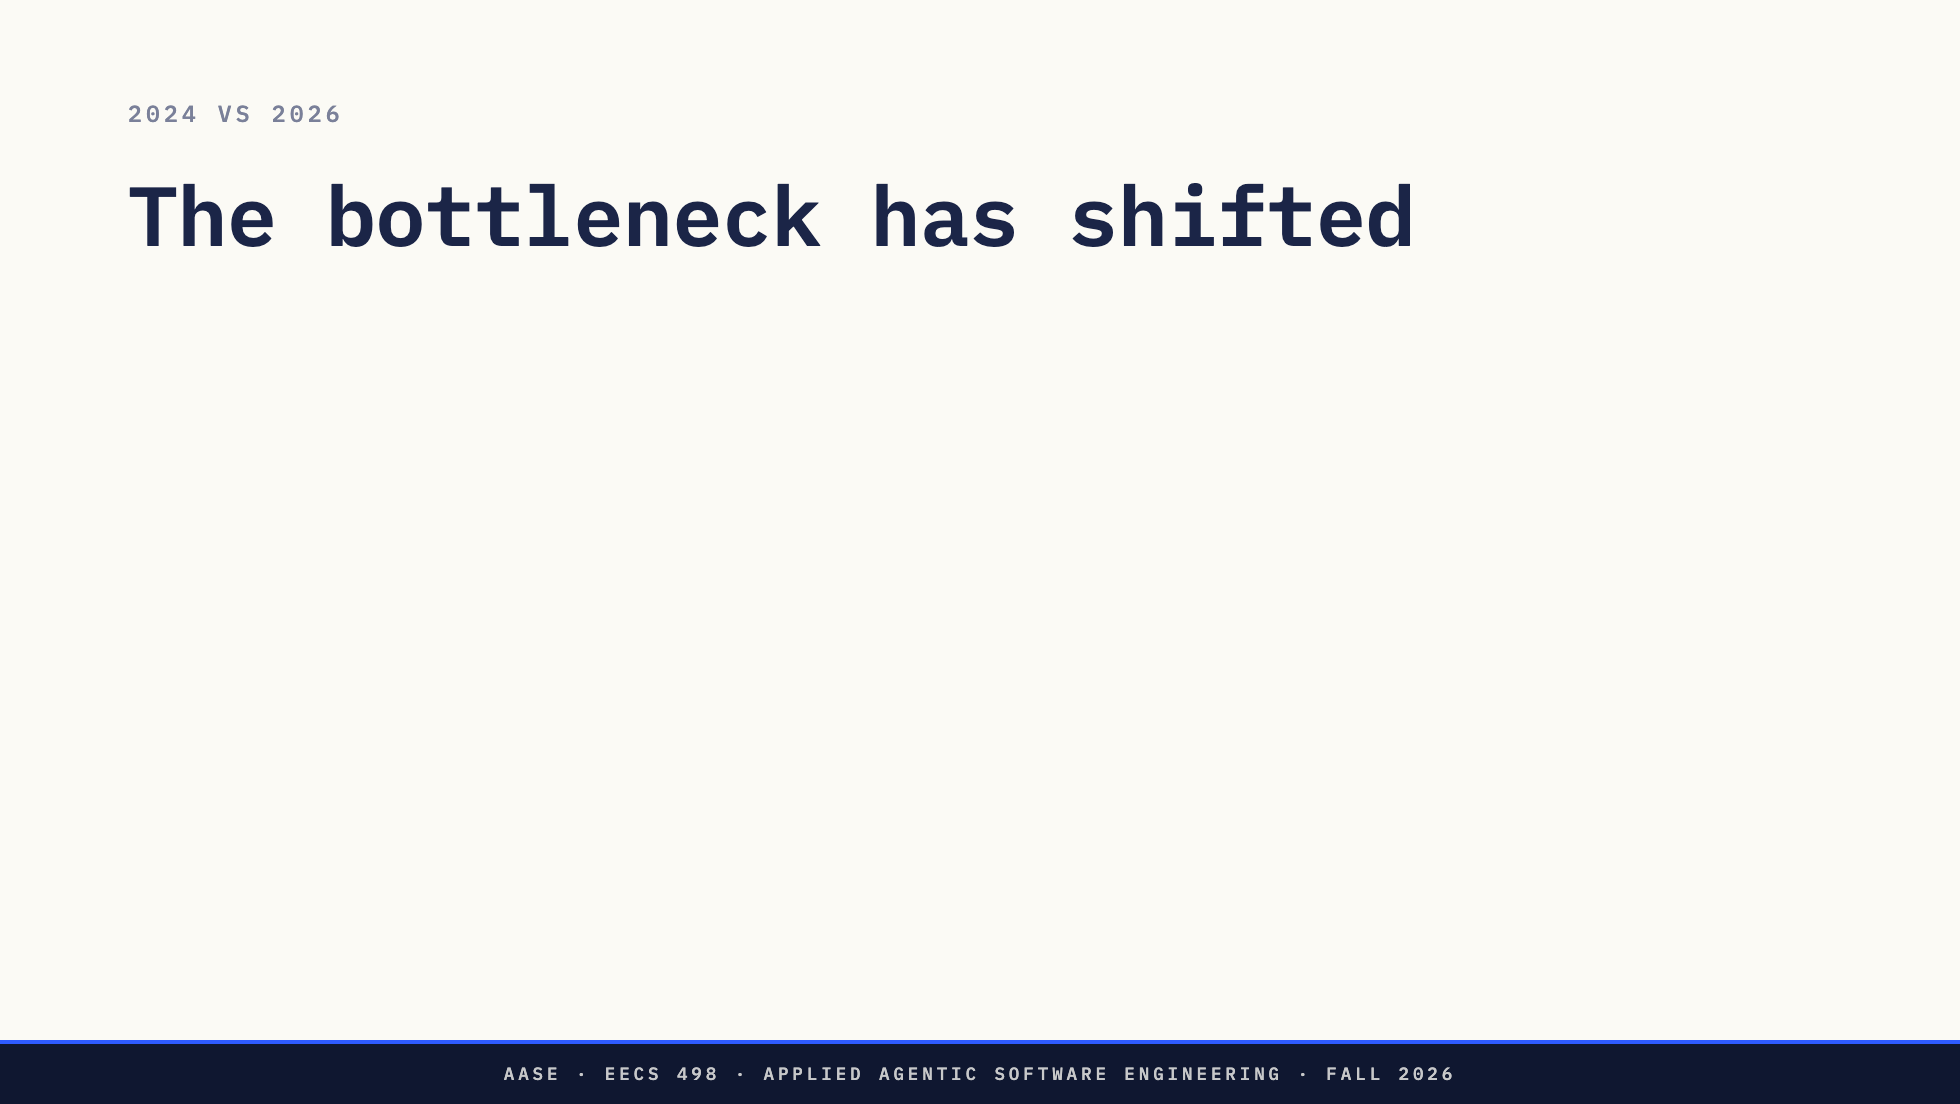 2024 VS 2026
The bottleneck has shifted
AASE · EECS 498 · APPLIED AGENTIC SOFTWARE ENGINEERING · FALL 2026